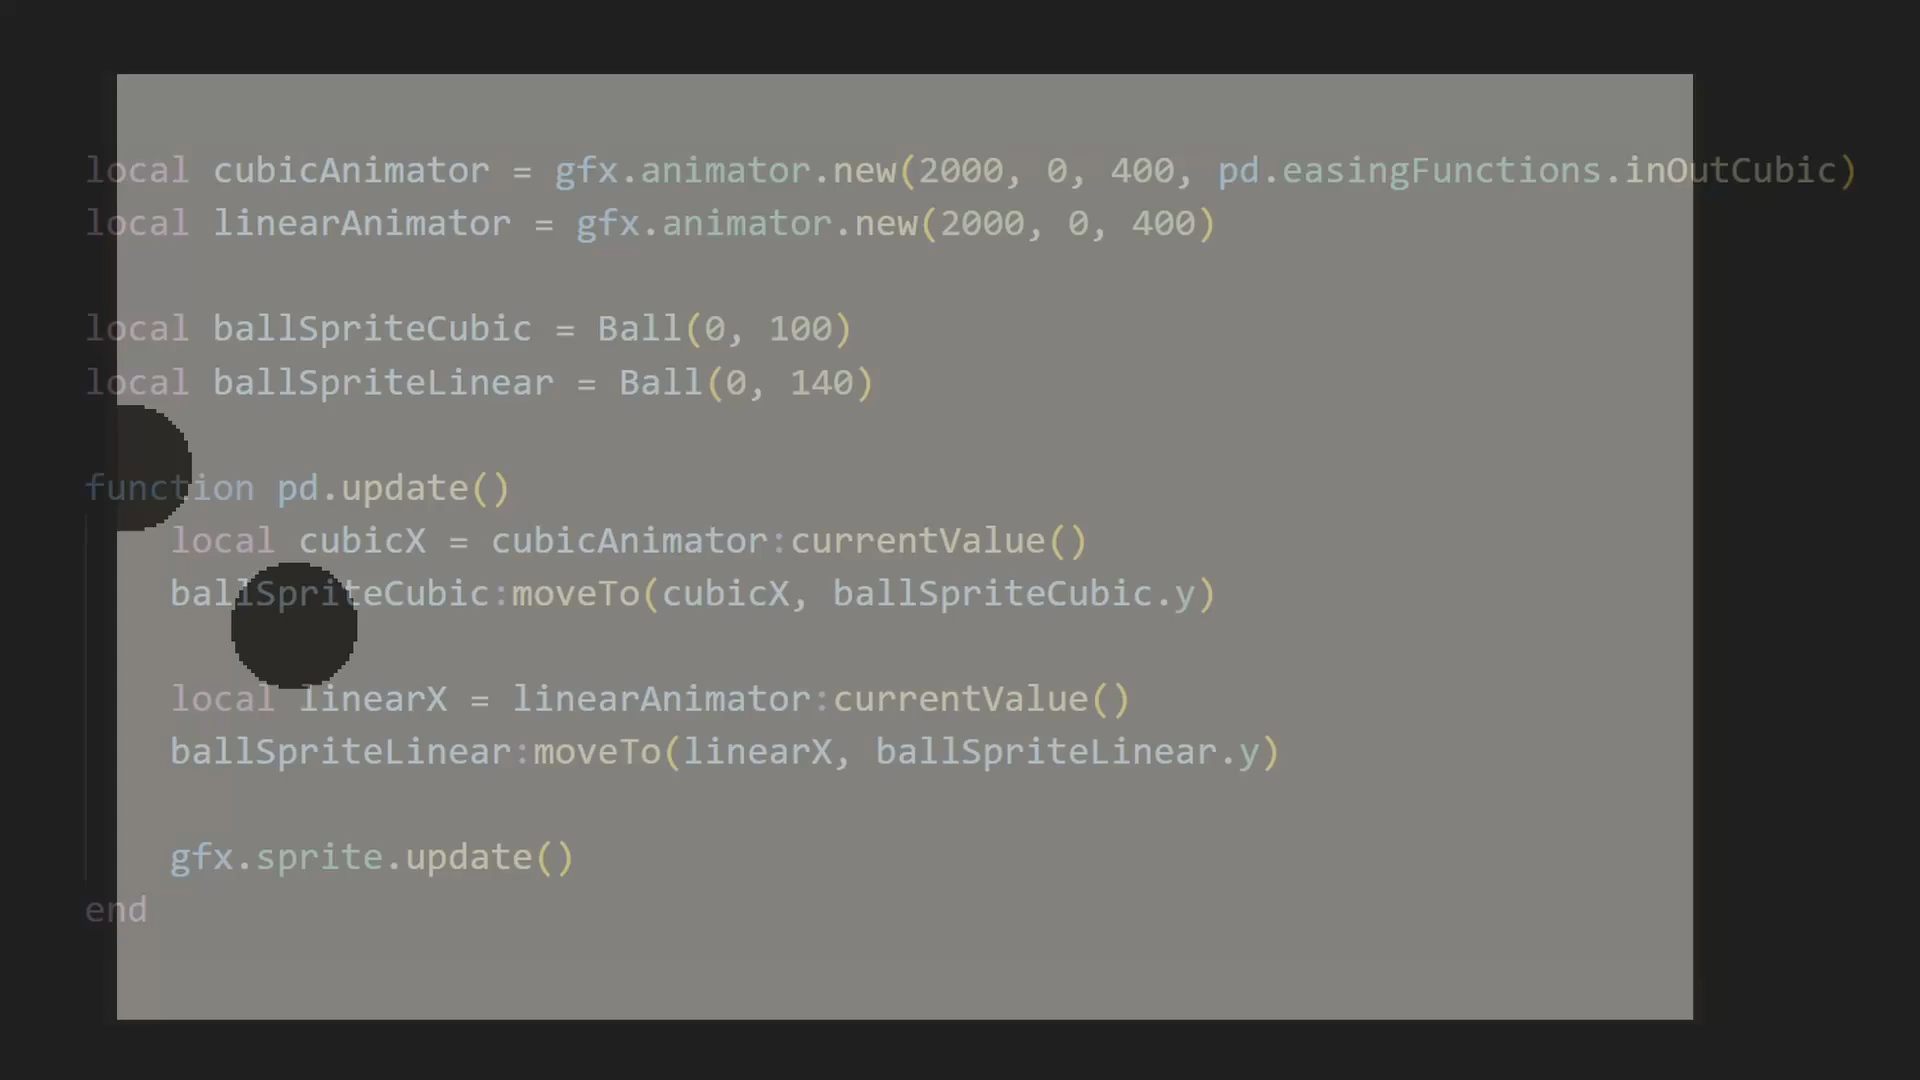 local cubicAnimator = gfx.animator.new(2000, 0, 400, pd.easingFunctions.inOutCubic)
local linearAnimator = gfx.animator.new(2000, 0, 400)
local ballSpriteCubic = Ball(0, 100)
local ballSpriteLinear = Ball(0, 140)
function pd.update()
local cubicX = cubicAnimator:currentValue()
ballSpriteCubic:moveTo(cubicX, ballSpriteCubic.y)
local linearX = linearAnimator:currentValue()
ballSpriteLinear:moveTo(linearX, ballSpriteLinear.y)
gfx.sprite.update()
end